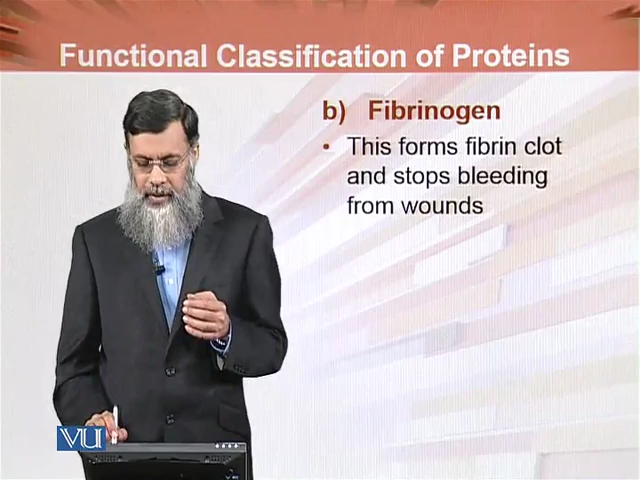 Functional Classification of Proteins
b) Fibrinogen
• This forms fibrin clot
and stops bleeding
from wounds
VU